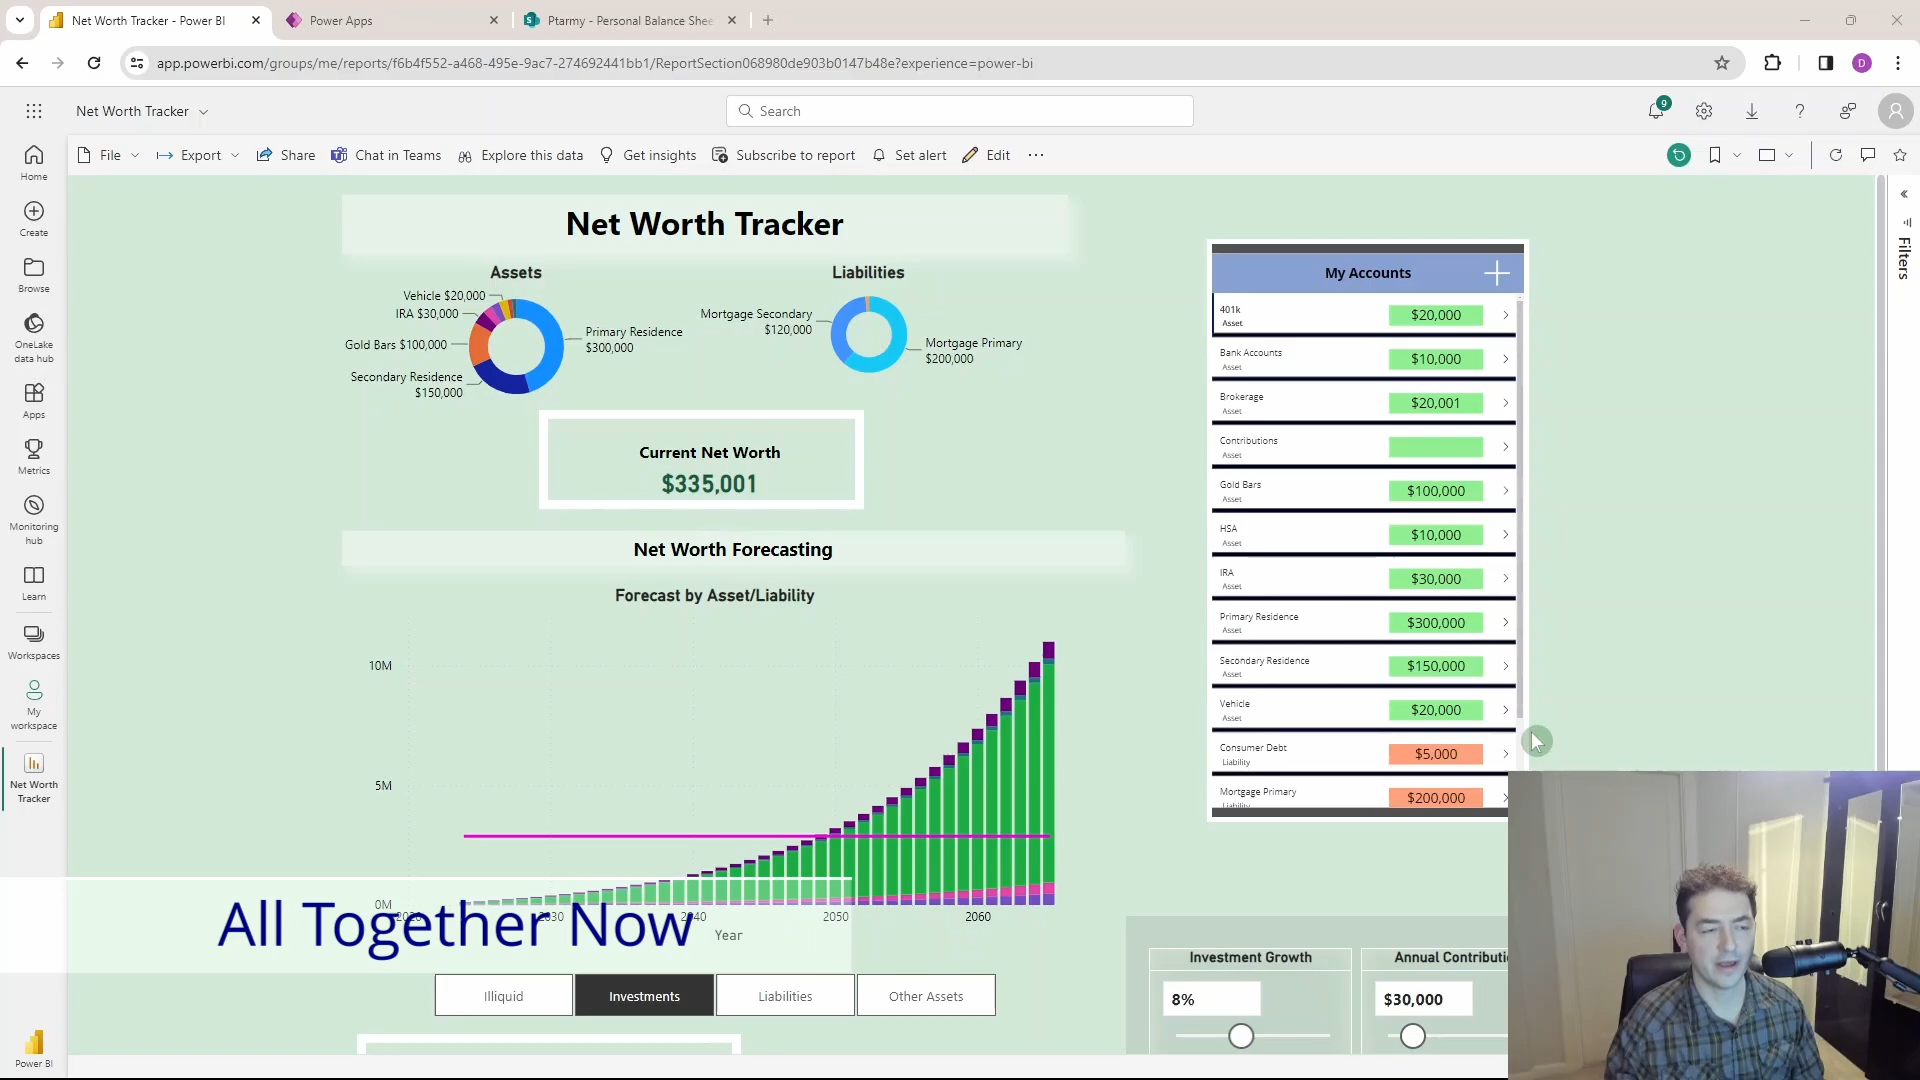 Net Worth Tracker - Power BI
Power Apps
Ptarmy - Personal Balance Shee
app.powerbi.com/groups/me/reports/f6b4f552-a468-495e-9ac7-274692441bb1/ReportSection068980de903b0147b48e?experience=power-bi
D
Net Worth Tracker
Search
9
File
Export
Share
Chat in Teams
Explore this data
Get insights
Subscribe to report
Set alert
Edit
Home
Create
Browse
OneLake
data hub
Apps
Metrics
Monitoring
hub
Learn
Workspaces
My
workspace
Net Worth
Tracker
Power BI
Filters
Net Worth Tracker
Assets
Vehicle $20,000
IRA $30,000
Gold Bars $100,000
Secondary Residence
$150,000
Primary Residence
$300,000
Liabilities
Mortgage Secondary
$120,000
Mortgage Primary
$200,000
Current Net Worth
$335,001
Net Worth Forecasting
Forecast by Asset/Liability
10M
5M
0M
2020
2030
2040
2050
2060
Year
All Together Now
Illiquid
Investments
Liabilities
Other Assets
My Accounts
401k
Asset
$20,000
Bank Accounts
Asset
$10,000
Brokerage
Asset
$20,001
Contributions
Asset
Gold Bars
Asset
$100,000
HSA
Asset
$10,000
IRA
Asset
$30,000
Primary Residence
Asset
$300,000
Secondary Residence
Asset
$150,000
Vehicle
Asset
$20,000
Consumer Debt
Liability
$5,000
Mortgage Primary
Liability
$200,000
Investment Growth
8%
Annual Contributi
$30,000